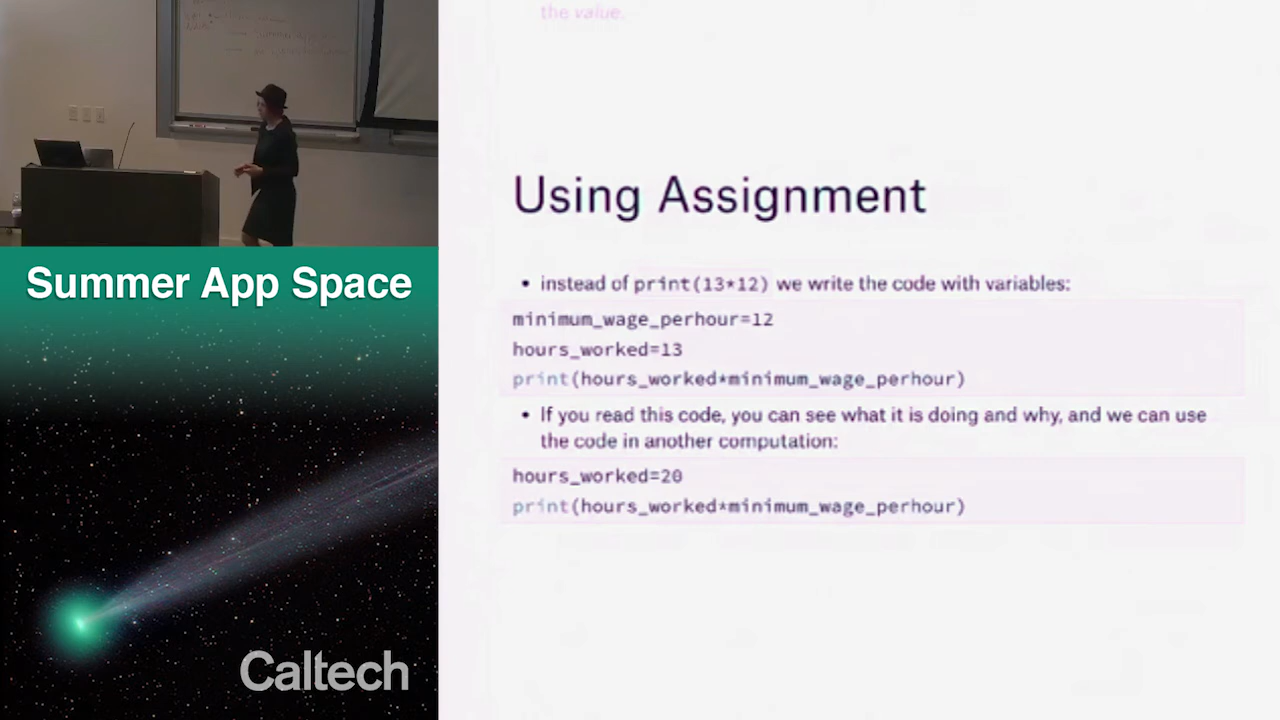 the value.
Using Assignment
• instead of print(13*12) we write the code with variables:
minimum_wage_perhour=12
hours_worked=13
print(hours_worked*minimum_wage_perhour)
• If you read this code, you can see what it is doing and why, and we can use
the code in another computation:
hours_worked=20
print(hours_worked*minimum_wage_perhour)
Summer App Space
Caltech